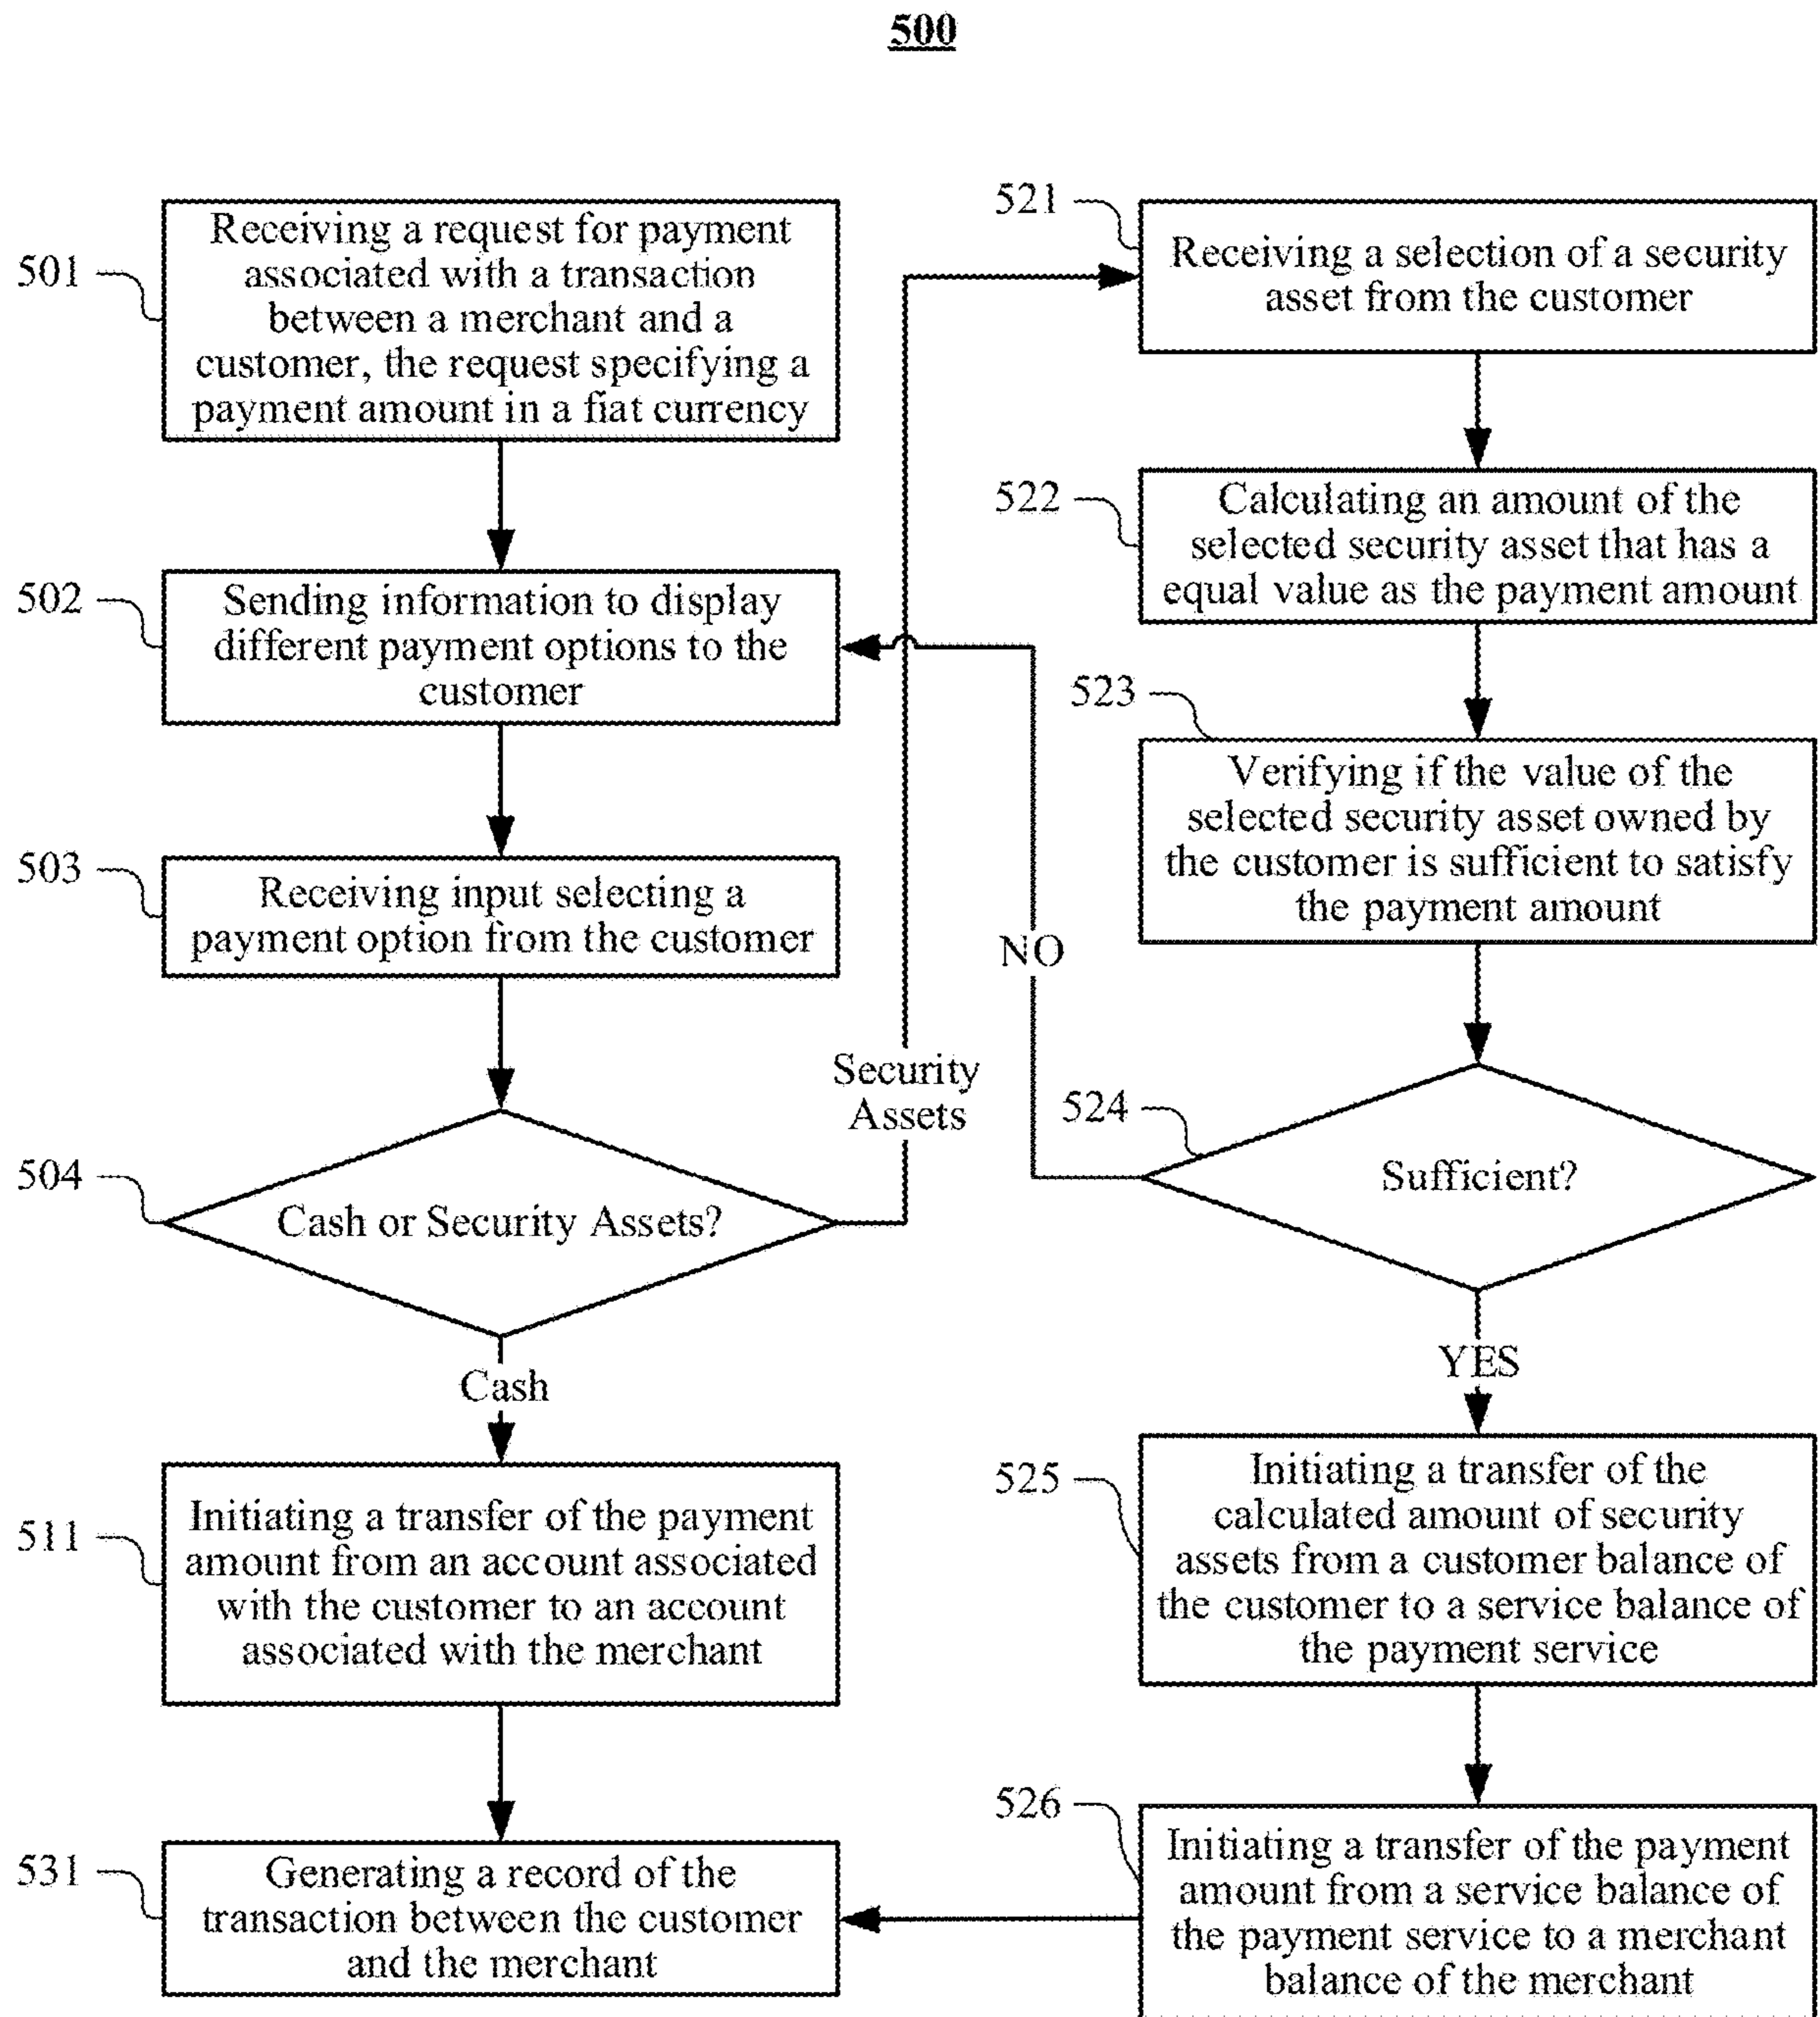 500
501
Receiving a request for payment
associated with a transaction
between a merchant and a
customer, the request specifying a
payment amount in a fiat currency
502
Sending information to display
different payment options to the
customer
503
Receiving input selecting a
payment option from the customer
504
Cash or Security Assets?
Security
Assets
Cash
511
Initiating a transfer of the payment
amount from an account associated
with the customer to an account
associated with the merchant
531
Generating a record of the
transaction between the customer
and the merchant
521
Receiving a selection of a security
asset from the customer
522
Calculating an amount of the
selected security asset that has a
equal value as the payment amount
523
Verifying if the value of the
selected security asset owned by
the customer is sufficient to satisfy
the payment amount
524
Sufficient?
NO
YES
525
Initiating a transfer of the
calculated amount of security
assets from a customer balance of
the customer to a service balance of
the payment service
526
Initiating a transfer of the payment
amount from a service balance of
the payment service to a merchant
balance of the merchant